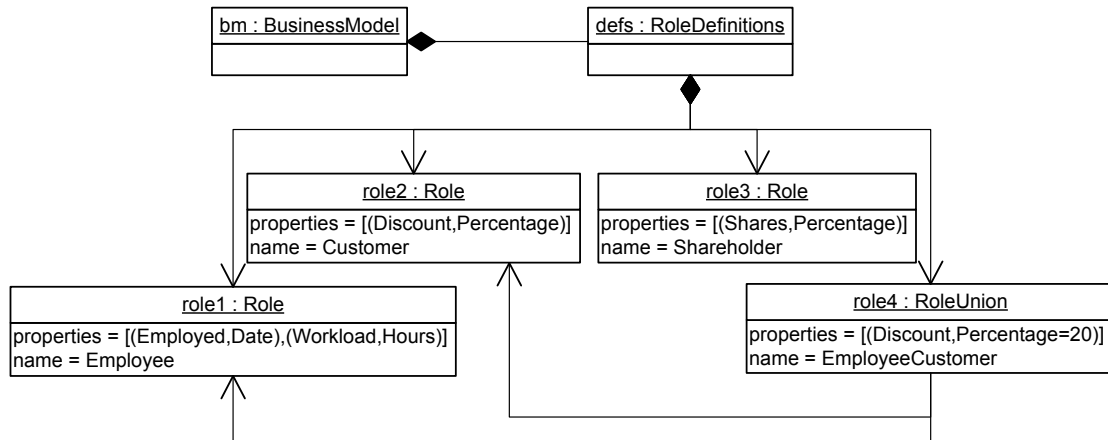 bm : BusinessModel
defs : RoleDefinitions
role2 : Role
properties = [(Discount,Percentage)]
name = Customer
role3 : Role
properties = [(Shares,Percentage)]
name = Shareholder
role1 : Role
properties = [(Employed,Date),(Workload,Hours)]
name = Employee
role4 : RoleUnion
properties = [(Discount,Percentage=20)]
name = EmployeeCustomer